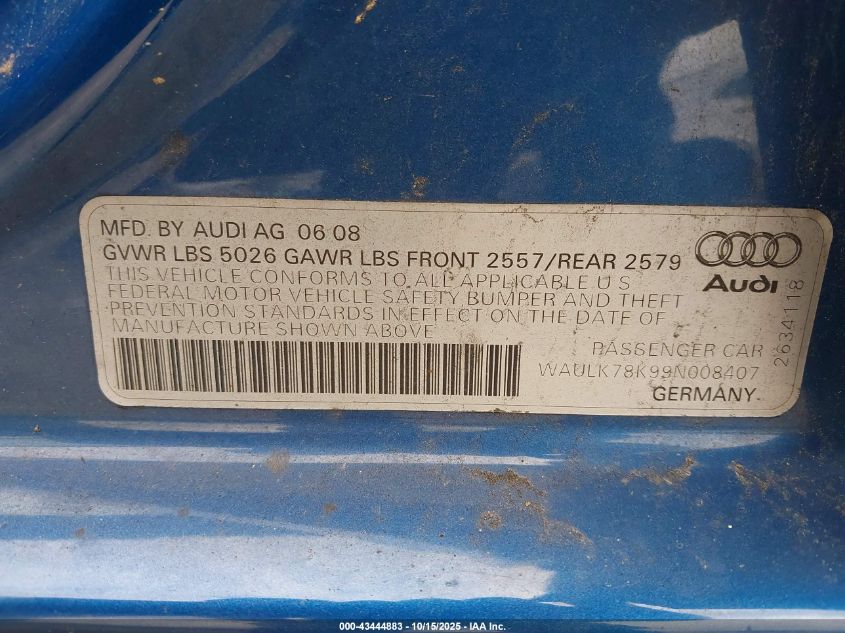 MFD. BY AUDI AG 06 08
GVWR LBS 5026 GAWR LBS FRONT 2557/REAR 2579
THIS VEHICLE CONFORMS TO ALL APPLICABLE U S
FEDERAL MOTOR VEHICLE SAFETY BUMPER AND THEFT
PREVENTION STANDARDS IN EFFECT ON THE DATE OF
MANUFACTURE SHOWN ABOVE
PASSENGER CAR
WAULK78K99N008407
GERMANY
Audi
2634118
000-43444883 - 10/15/2025 - IAA Inc.